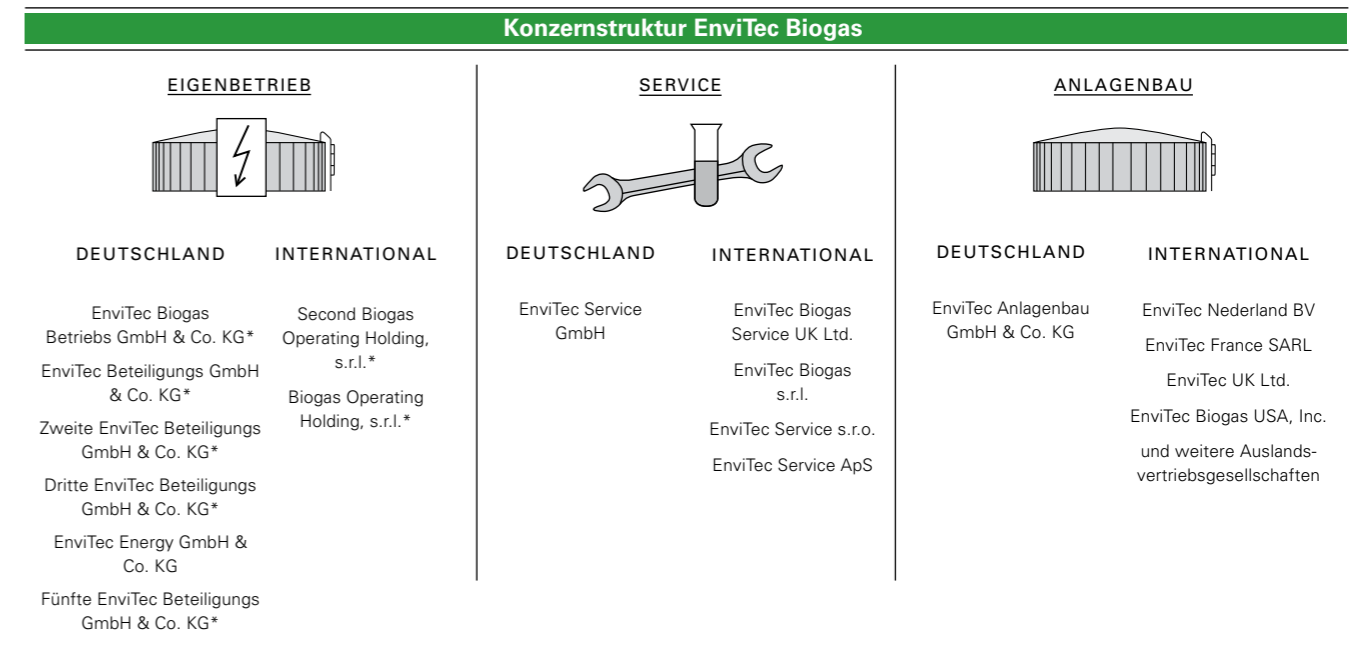 Konzernstruktur EnviTec Biogas
EIGENBETRIEB
DEUTSCHLAND
EnviTec Biogas
Betriebs GmbH & Co. KG*
EnviTec Beteiligungs GmbH
& Co. KG*
Zweite EnviTec Beteiligungs
GmbH & Co. KG*
Dritte EnviTec Beteiligungs
GmbH & Co. KG*
EnviTec Energy GmbH &
Co. KG
Fünfte EnviTec Beteiligungs
GmbH & Co. KG*
INTERNATIONAL
Second Biogas
Operating Holding,
s.r.l.*
Biogas Operating
Holding, s.r.l.*
SERVICE
DEUTSCHLAND
EnviTec Service
GmbH
INTERNATIONAL
EnviTec Biogas
Service UK Ltd.
EnviTec Biogas
s.r.l.
EnviTec Service s.r.o.
EnviTec Service ApS
ANLAGENBAU
DEUTSCHLAND
EnviTec Anlagenbau
GmbH & Co. KG
INTERNATIONAL
EnviTec Nederland BV
EnviTec France SARL
EnviTec UK Ltd.
EnviTec Biogas USA, Inc.
und weitere Auslands-
vertriebsgesellschaften